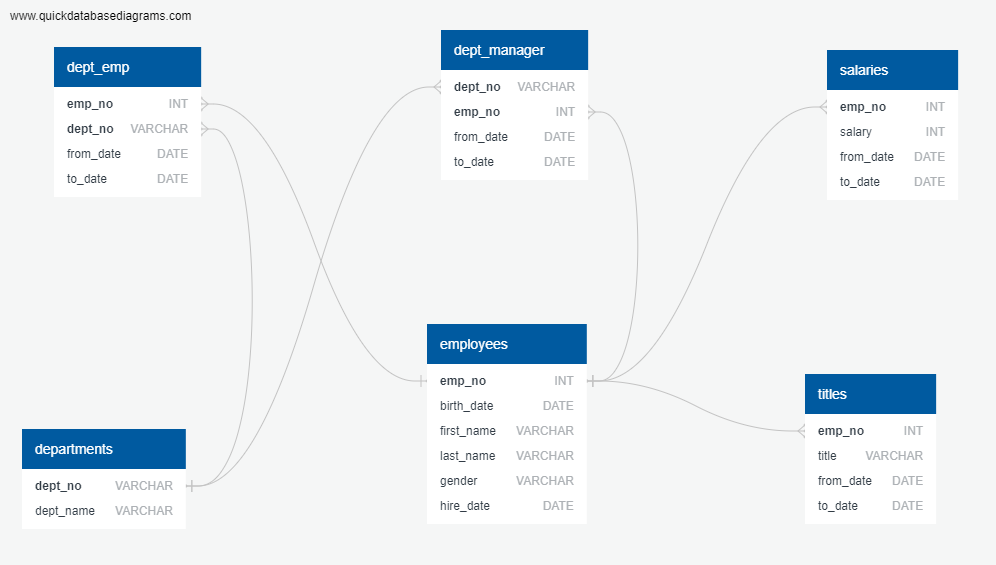 www.quickdatabasediagrams.com
dept_emp
emp_no INT
dept_no VARCHAR
from_date DATE
to_date DATE
dept_manager
dept_no VARCHAR
emp_no INT
from_date DATE
to_date DATE
salaries
emp_no INT
salary INT
from_date DATE
to_date DATE
employees
emp_no INT
birth_date DATE
first_name VARCHAR
last_name VARCHAR
gender VARCHAR
hire_date DATE
titles
emp_no INT
title VARCHAR
from_date DATE
to_date DATE
departments
dept_no VARCHAR
dept_name VARCHAR